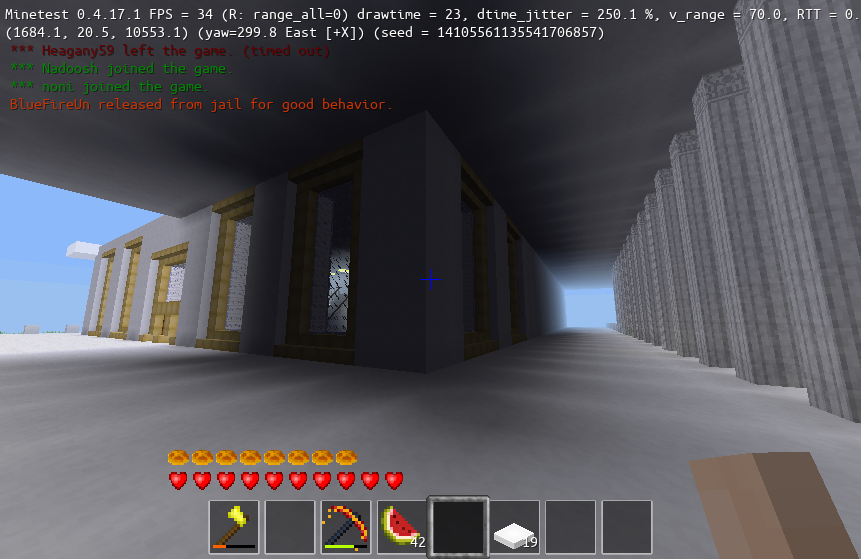 Minetest 0.4.17.1 FPS = 34 (R: range_all=0) drawtime = 23, dtime_jitter = 250.1 %, v_range = 70.0, RTT = 0.
(1684.1, 20.5, 10553.1) (yaw=299.8 East [+X]) (seed = 14105561135541706857)
*** Heagany59 left the game. (timed out)
*** Nadoosh joined the game.
*** noni joined the game.
BlueFireUn released from jail for good behavior.
42
19